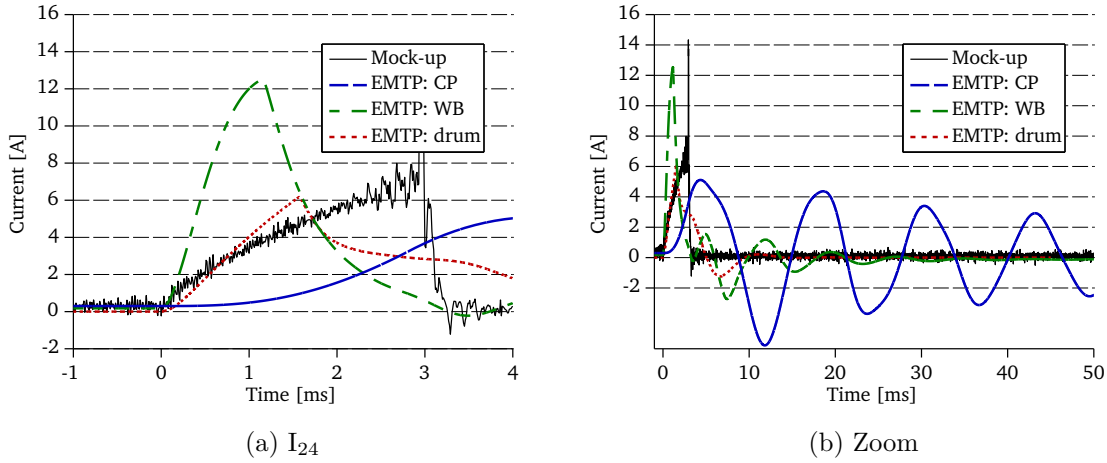 16
14
12
10
8
6
4
2
0
-2
-1
0
1
2
3
4
Current [A]
Time [ms]
Mock-up
EMTP: CP
EMTP: WB
EMTP: drum
(a) I₂₄
16
14
12
10
8
6
4
2
0
-2
0
10
20
30
40
50
Current [A]
Time [ms]
Mock-up
EMTP: CP
EMTP: WB
EMTP: drum
(b) Zoom